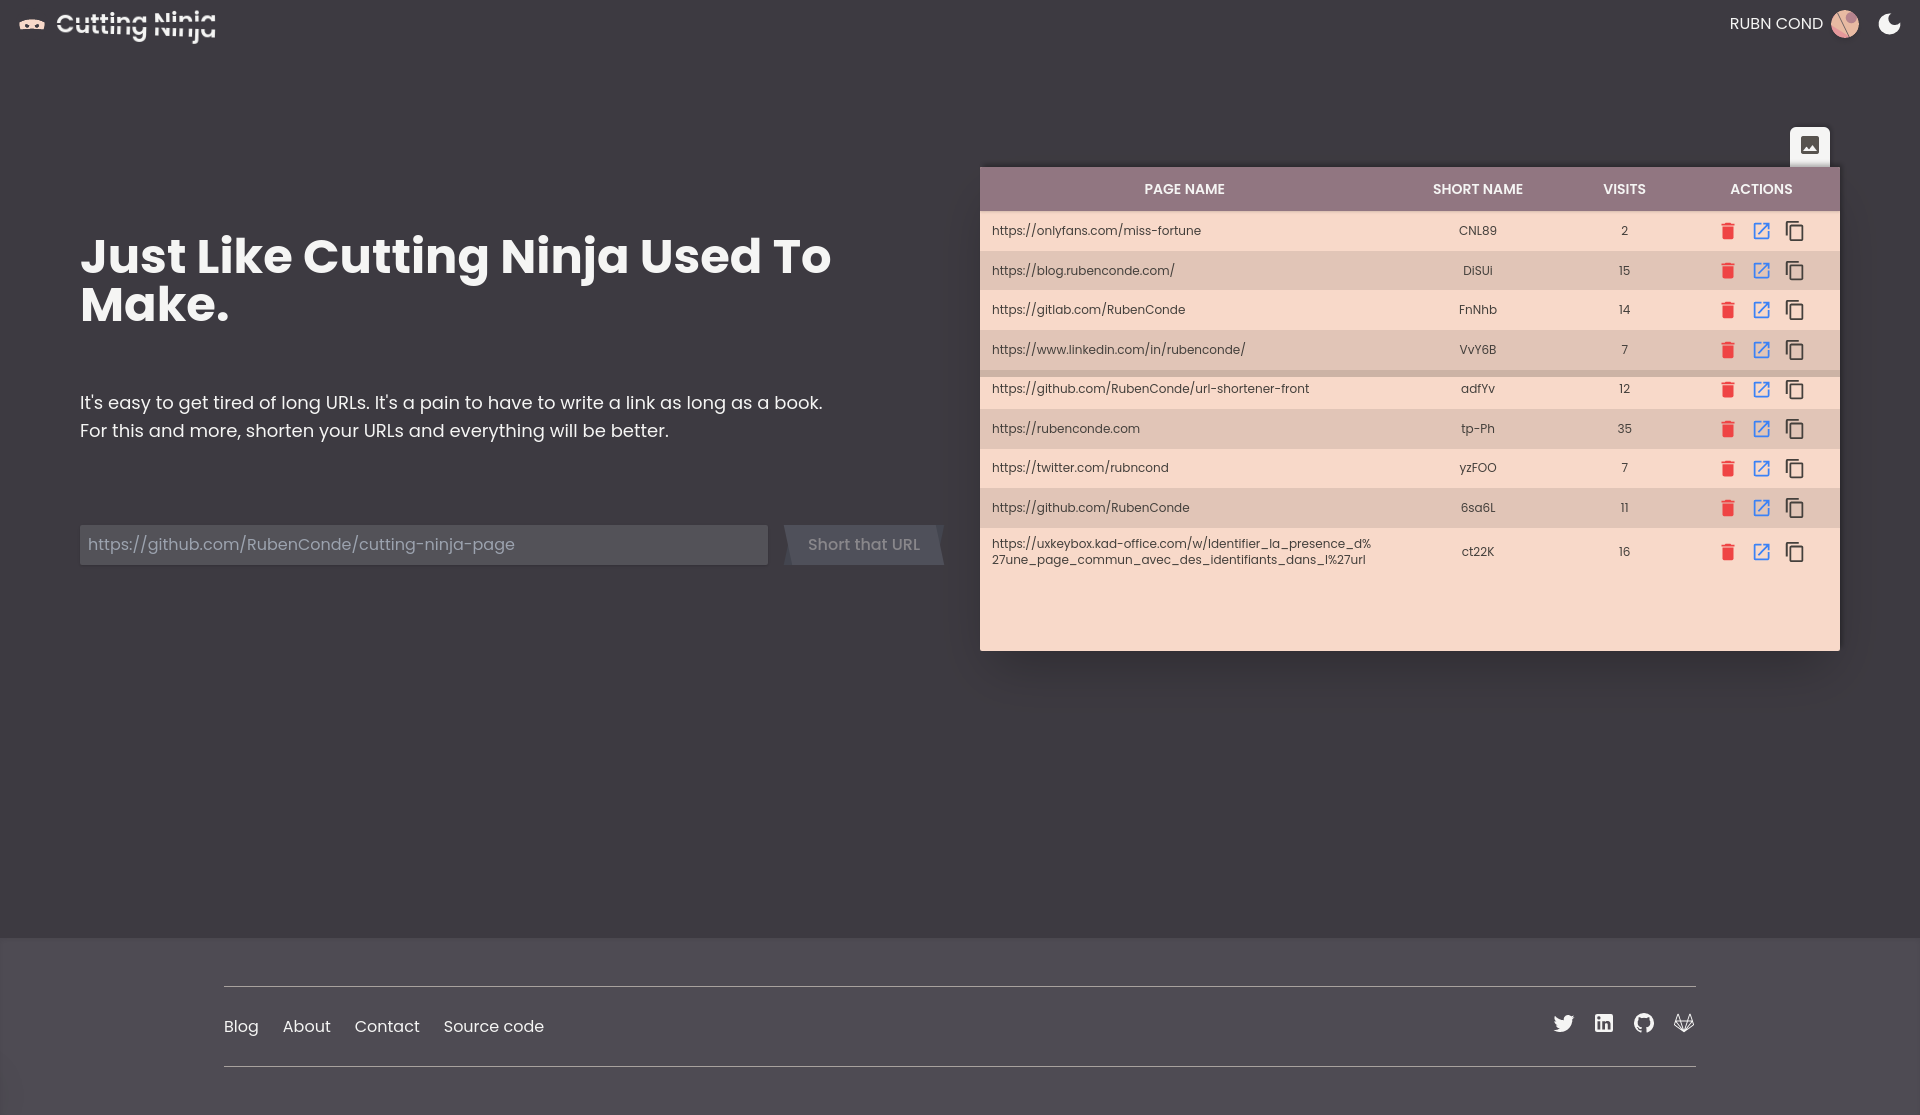 Cutting Ninja
RUBN COND
Just Like Cutting Ninja Used To
Make.
It's easy to get tired of long URLs. It's a pain to have to write a link as long as a book.
For this and more, shorten your URLs and everything will be better.
https://github.com/RubenConde/cutting-ninja-page
Short that URL
PAGE NAME SHORT NAME VISITS ACTIONS
https://onlyfans.com/miss-fortune CNL89 2
https://blog.rubenconde.com/ DiSUi 15
https://gitlab.com/RubenConde FnNhb 14
https://www.linkedin.com/in/rubenconde/ VvY6B 7
https://github.com/RubenConde/url-shortener-front adfYv 12
https://rubenconde.com tp-Ph 35
https://twitter.com/rubncond yzFOO 7
https://github.com/RubenConde 6sa6L 11
https://uxkeybox.kad-office.com/w/Identifier_la_presence_d%
27une_page_commun_avec_des_identifiants_dans_l%27url ct22K 16
Blog About Contact Source code